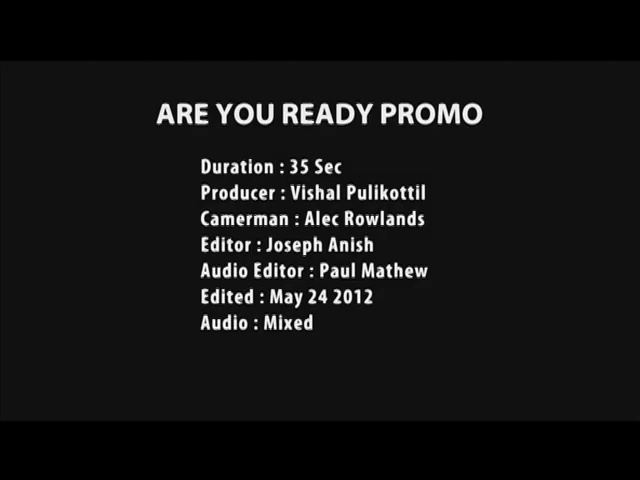 ARE YOU READY PROMO
Duration : 35 Sec
Producer : Vishal Pulikottil
Camerman : Alec Rowlands
Editor : Joseph Anish
Audio Editor : Paul Mathew
Edited : May 24 2012
Audio : Mixed